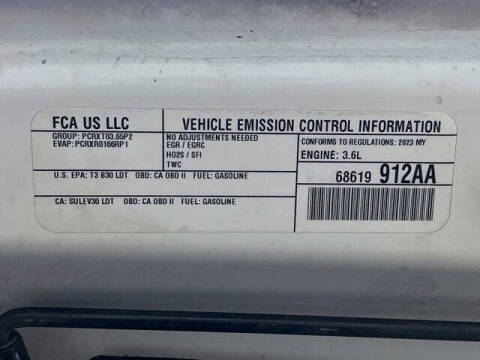 FCA US LLC
VEHICLE EMISSION CONTROL INFORMATION
GROUP: PCRXT03.65P2
EVAP: PCRXR0166RP1
NO ADJUSTMENTS NEEDED
EGR / EGRC
HO2S / SFI
TWC
CONFORMS TO REGULATIONS: 2023 MY
ENGINE: 3.6L
U.S. EPA: T3 B30 LDT OBD: CA OBD II FUEL: GASOLINE
68619 912AA
CA: SULEV30 LDT OBD: CA OBD II FUEL: GASOLINE